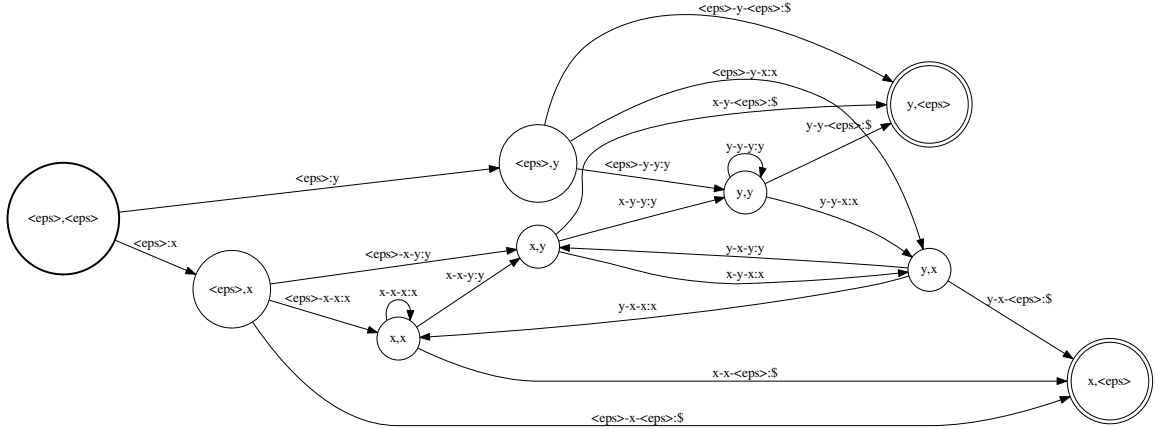 <eps>-y-<eps>:$
<eps>-y-x:x
x-y-<eps>:$
y,<eps>
y-y-<eps>:$
y-y-y:y
<eps>,y
<eps>-y-y:y
<eps>:y
y,y
x-y-y:y
y-y-x:x
<eps>,<eps>
<eps>:x
x,y
<eps>-x-y:y
y-x-y:y
x-x-y:y
x-y-x:x
y,x
<eps>,x
<eps>-x-x:x
x-x-x:x
y-x-x:x
y-x-<eps>:$
x,x
x-x-<eps>:$
x,<eps>
<eps>-x-<eps>:$